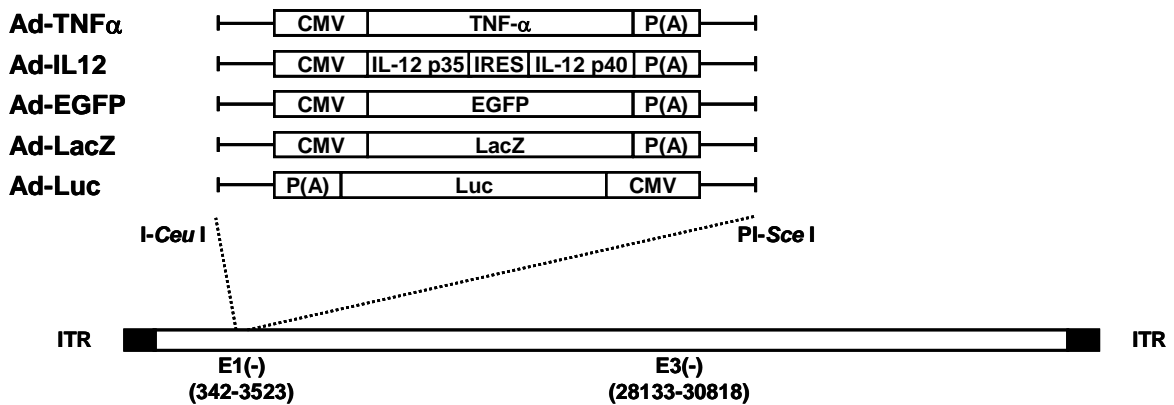 Ad-TNFα CMV TNF-α P(A)
Ad-IL12 CMV IL-12 p35 IRES IL-12 p40 P(A)
Ad-EGFP CMV EGFP P(A)
Ad-LacZ CMV LacZ P(A)
Ad-Luc P(A) Luc CMV
I-Ceu I PI-Sce I
ITR ITR
E1(-) E3(-)
(342-3523) (28133-30818)